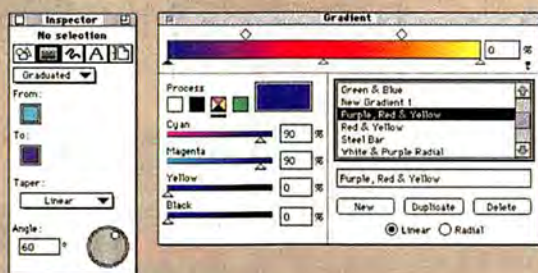 Inspector
No selection
A
Graduated
From:
To:
Taper:
Linear
Angle:
60 °
Gradient
0 %
Process
Cyan
90 %
Magenta
90 %
Yellow
0 %
Black
0 %
Green & Blue
New Gradient 1
Purple, Red & Yellow
Red & Yellow
Steel Bar
White & Purple Radial
Purple, Red & Yellow
New Duplicate Delete
Linear Radial